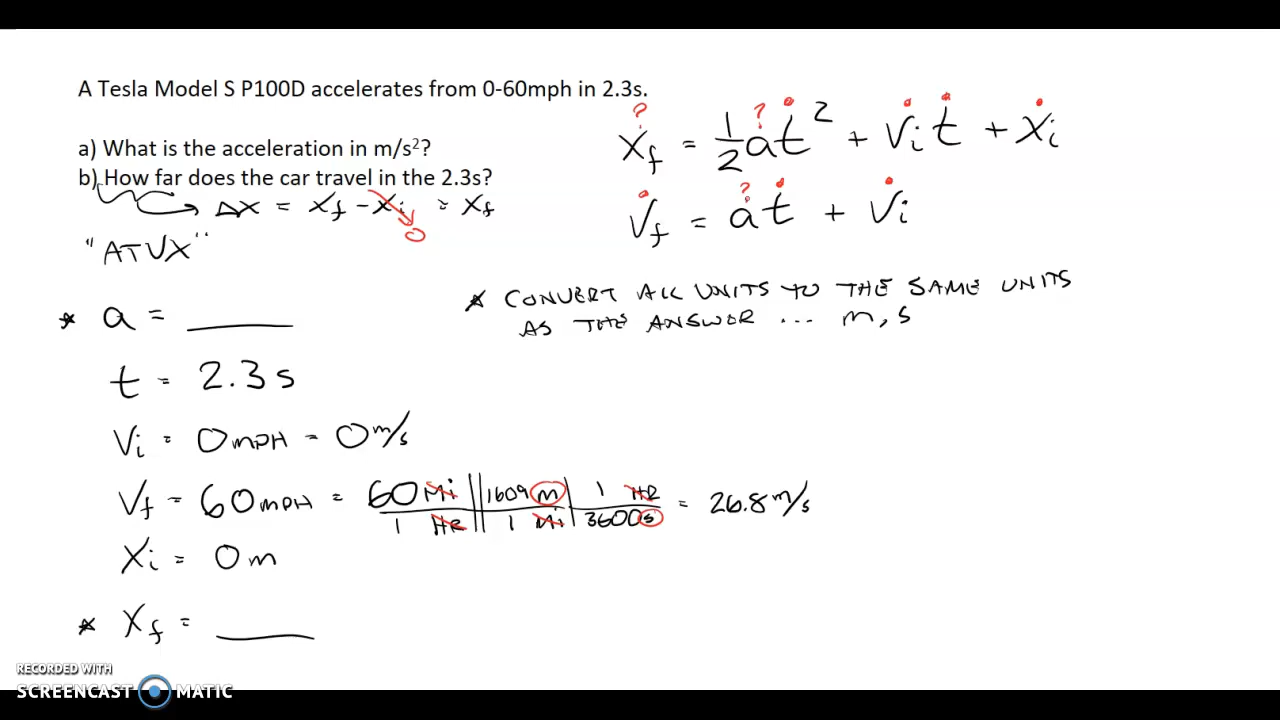 A Tesla Model S P100D accelerates from 0-60mph in 2.3s.
a) What is the acceleration in m/s²?
b) How far does the car travel in the 2.3s?
ΔX = Xf - Xi = Xf
0
"ATVX"
? ?
Xf = 1/2 at² + Vit + Xi
?
Vf = at + Vi
* CONVERT ALL UNITS TO THE SAME UNITS
AS THE ANSWER ... m, s
* a = ______
t = 2.3 s
Vi = 0 mPH = 0 m/s
Vf = 60 mPH = 60 Mi / 1 HR | 1609 m / 1 Mi | 1 HR / 3600 s = 26.8 m/s
Xi = 0 m
* Xf = ______
RECORDED WITH
SCREENCAST MATIC